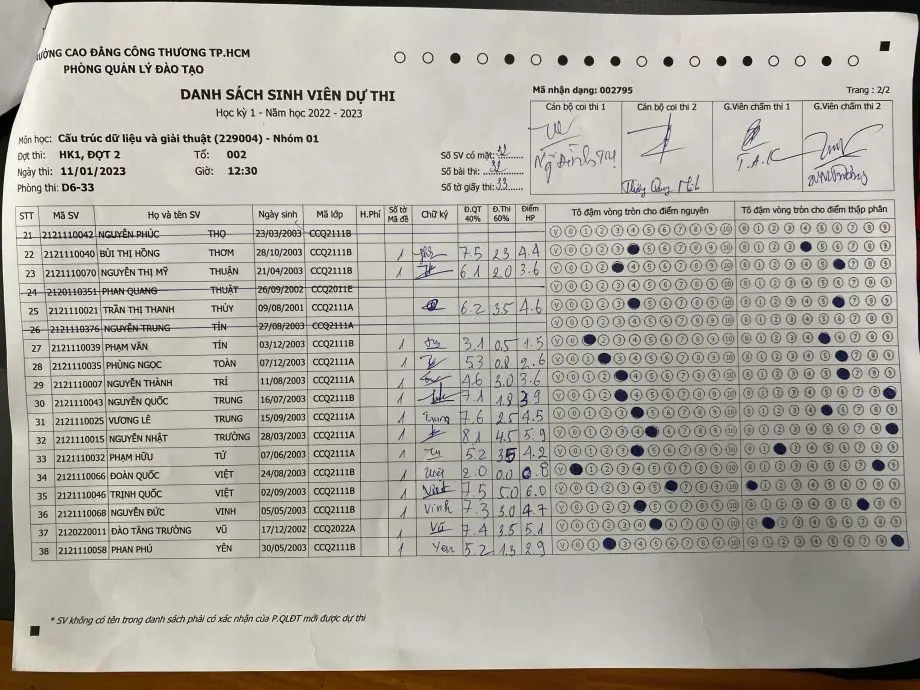 ƯỜNG CAO ĐẲNG CÔNG THƯƠNG TP.HCM
PHÒNG QUẢN LÝ ĐÀO TẠO
DANH SÁCH SINH VIÊN DỰ THI
Học kỳ 1 - Năm học 2022 - 2023
Mã nhận dạng: 002795 Trang : 2/2
Cán bộ coi thi 1 Cán bộ coi thi 2 G.Viên chấm thi 1 G.Viên chấm thi 2
T.A.K
Môn học: Cấu trúc dữ liệu và giải thuật (229004) - Nhóm 01
Đợt thi: HK1, ĐQT 2 Tổ: 002 Số SV có mặt:
Ngày thi: 11/01/2023 Giờ: 12:30 Số bài thi:
Phòng thi: D6-33 Số tờ giấy thi: 33
STT Mã SV Họ và tên SV Ngày sinh Mã lớp H.Phí Số tờ Mã đề Chữ ký Đ.QT 40% Đ.Thi 60% Điểm HP Tô đậm vòng tròn cho điểm nguyên Tô đậm vòng tròn cho điểm thập phân
21 2121110042 NGUYỄN PHÚC THỌ 23/03/2003 CCQ2111B
22 2121110040 BÙI THỊ HỒNG THƠM 28/10/2003 CCQ2111B 1 7.5 2.3 4.4
23 2121110070 NGUYỄN THỊ MỸ THUẬN 21/04/2003 CCQ2111B 1 6.1 2.0 3.6
24 2120110351 PHAN QUANG THUẬT 26/09/2002 CCQ2011E
25 2121110021 TRẦN THỊ THANH THỦY 09/08/2001 CCQ2111A 6.2 3.5 4.6
26 2121110376 NGUYỄN TRUNG TÍN 27/08/2003 CCQ2111A
27 2121110039 PHẠM VĂN TÍN 03/12/2003 CCQ2111B 1 3.1 0.5 1.5
28 2121110035 PHÙNG NGỌC TOÀN 07/12/2003 CCQ2111A 1 5.3 0.8 2.6
29 2121110007 NGUYỄN THÀNH TRÍ 11/08/2003 CCQ2111A 1 4.6 3.0 3.6
30 2121110043 NGUYỄN QUỐC TRUNG 16/07/2003 CCQ2111B 1 7.1 1.8 3.9
31 2121110025 VƯƠNG LÊ TRUNG 15/09/2003 CCQ2111A 1 7.6 2.5 4.5
32 2121110015 NGUYỄN NHẬT TRƯỜNG 28/03/2003 CCQ2111A 1 8.1 4.5 5.9
33 2121110032 PHẠM HỮU TỨ 07/06/2003 CCQ2111A 1 5.2 3.5 4.2
34 2121110066 ĐOÀN QUỐC VIỆT 24/08/2003 CCQ2111B 1 Việt 2.0 0.0 0.8
35 2121110046 TRỊNH QUỐC VIỆT 02/09/2003 CCQ2111B 1 Việt 7.5 5.0 6.0
36 2121110068 NGUYỄN ĐỨC VINH 05/05/2003 CCQ2111B 1 Vinh 7.3 3.0 4.7
37 2120220011 ĐÀO TĂNG TRƯỜNG VŨ 17/12/2002 CCQ2022A 1 Vũ 7.4 3.5 5.1
38 2121110058 PHAN PHÚ YÊN 30/05/2003 CCQ2111B 1 Yên 5.2 1.3 2.9
* SV không có tên trong danh sách phải có xác nhận của P.QLĐT mới được dự thi